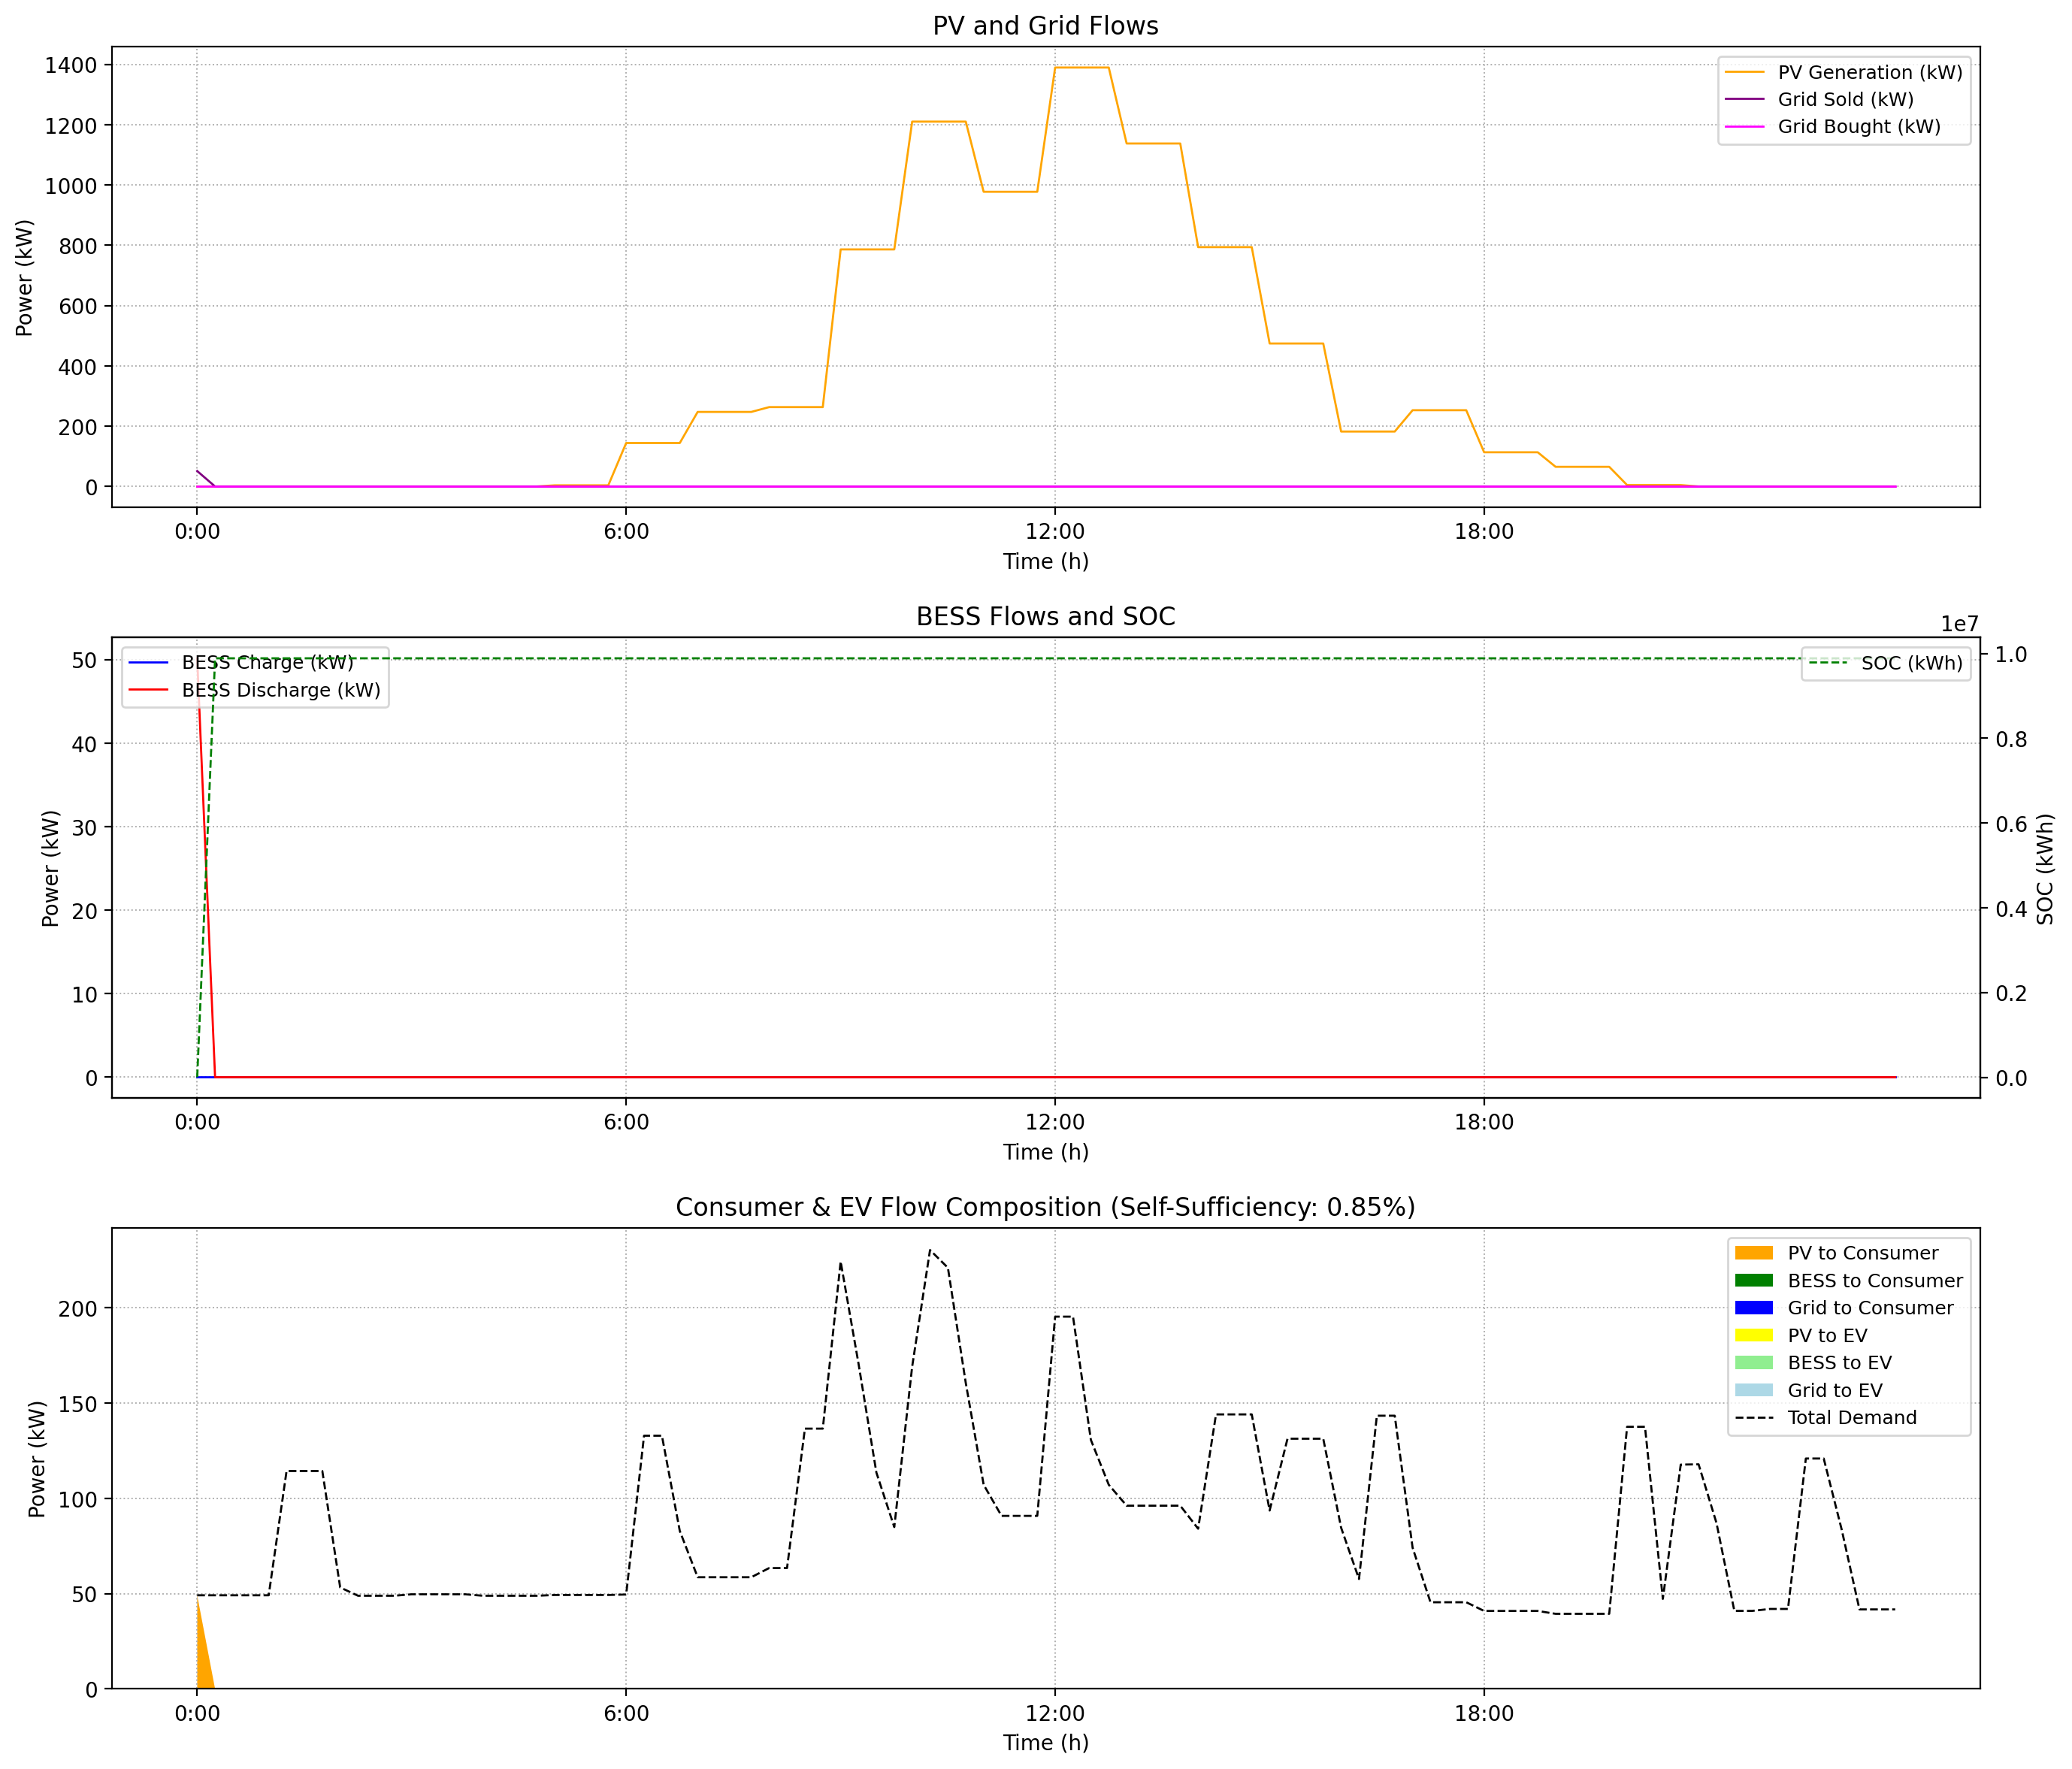 PV and Grid Flows
1400
1200
1000
800
600
400
200
0
Power (kW)
PV Generation (kW)
Grid Sold (kW)
Grid Bought (kW)
0:00 6:00 12:00 18:00
Time (h)
BESS Flows and SOC
1e7
50
40
30
20
10
0
Power (kW)
BESS Charge (kW)
BESS Discharge (kW)
SOC (kWh)
1.0
0.8
0.6
0.4
0.2
0.0
SOC (kWh)
0:00 6:00 12:00 18:00
Time (h)
Consumer & EV Flow Composition (Self-Sufficiency: 0.85%)
200
150
100
50
0
Power (kW)
PV to Consumer
BESS to Consumer
Grid to Consumer
PV to EV
BESS to EV
Grid to EV
Total Demand
0:00 6:00 12:00 18:00
Time (h)